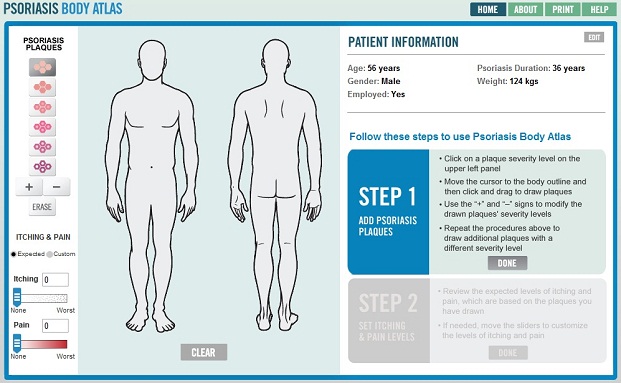 PSORIASIS BODY ATLAS
HOME
ABOUT
PRINT
HELP
PSORIASIS
PLAQUES
+
−
ERASE
ITCHING & PAIN
Expected Custom
Itching 0
None Worst
Pain 0
None Worst
CLEAR
PATIENT INFORMATION
EDIT
Age: 56 years
Psoriasis Duration: 36 years
Gender: Male
Weight: 124 kgs
Employed: Yes
Follow these steps to use Psoriasis Body Atlas
STEP 1
ADD PSORIASIS
PLAQUES
• Click on a plaque severity level on the
upper left panel
• Move the cursor to the body outline and
then click and drag to draw plaques
• Use the "+" and "–" signs to modify the
drawn plaques' severity levels
• Repeat the procedures above to
draw additional plaques with a
different severity level
DONE
STEP 2
SET ITCHING
& PAIN LEVELS
• Review the expected levels of itching and
pain, which are based on the plaques you
have drawn
• If needed, move the sliders to customize
the levels of itching and pain
DONE